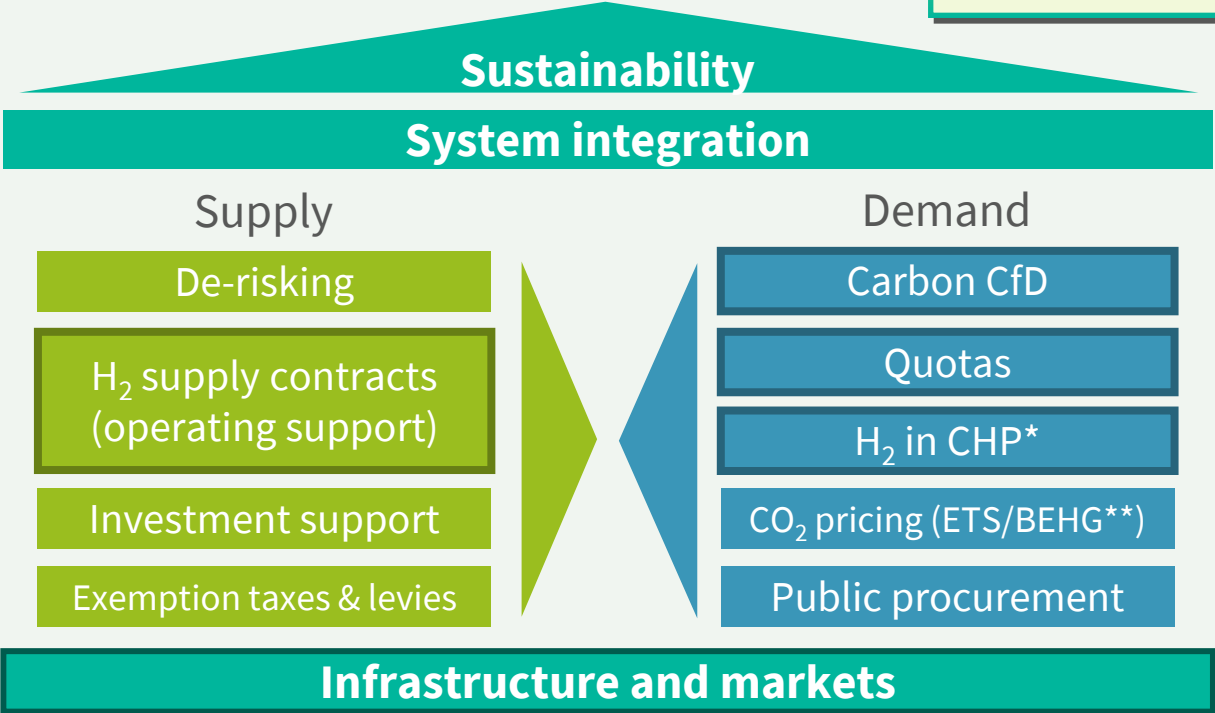 Sustainability
System integration
Supply
De-risking
H₂ supply contracts
(operating support)
Investment support
Exemption taxes & levies
Demand
Carbon CfD
Quotas
H₂ in CHP*
CO₂ pricing (ETS/BEHG**)
Public procurement
Infrastructure and markets